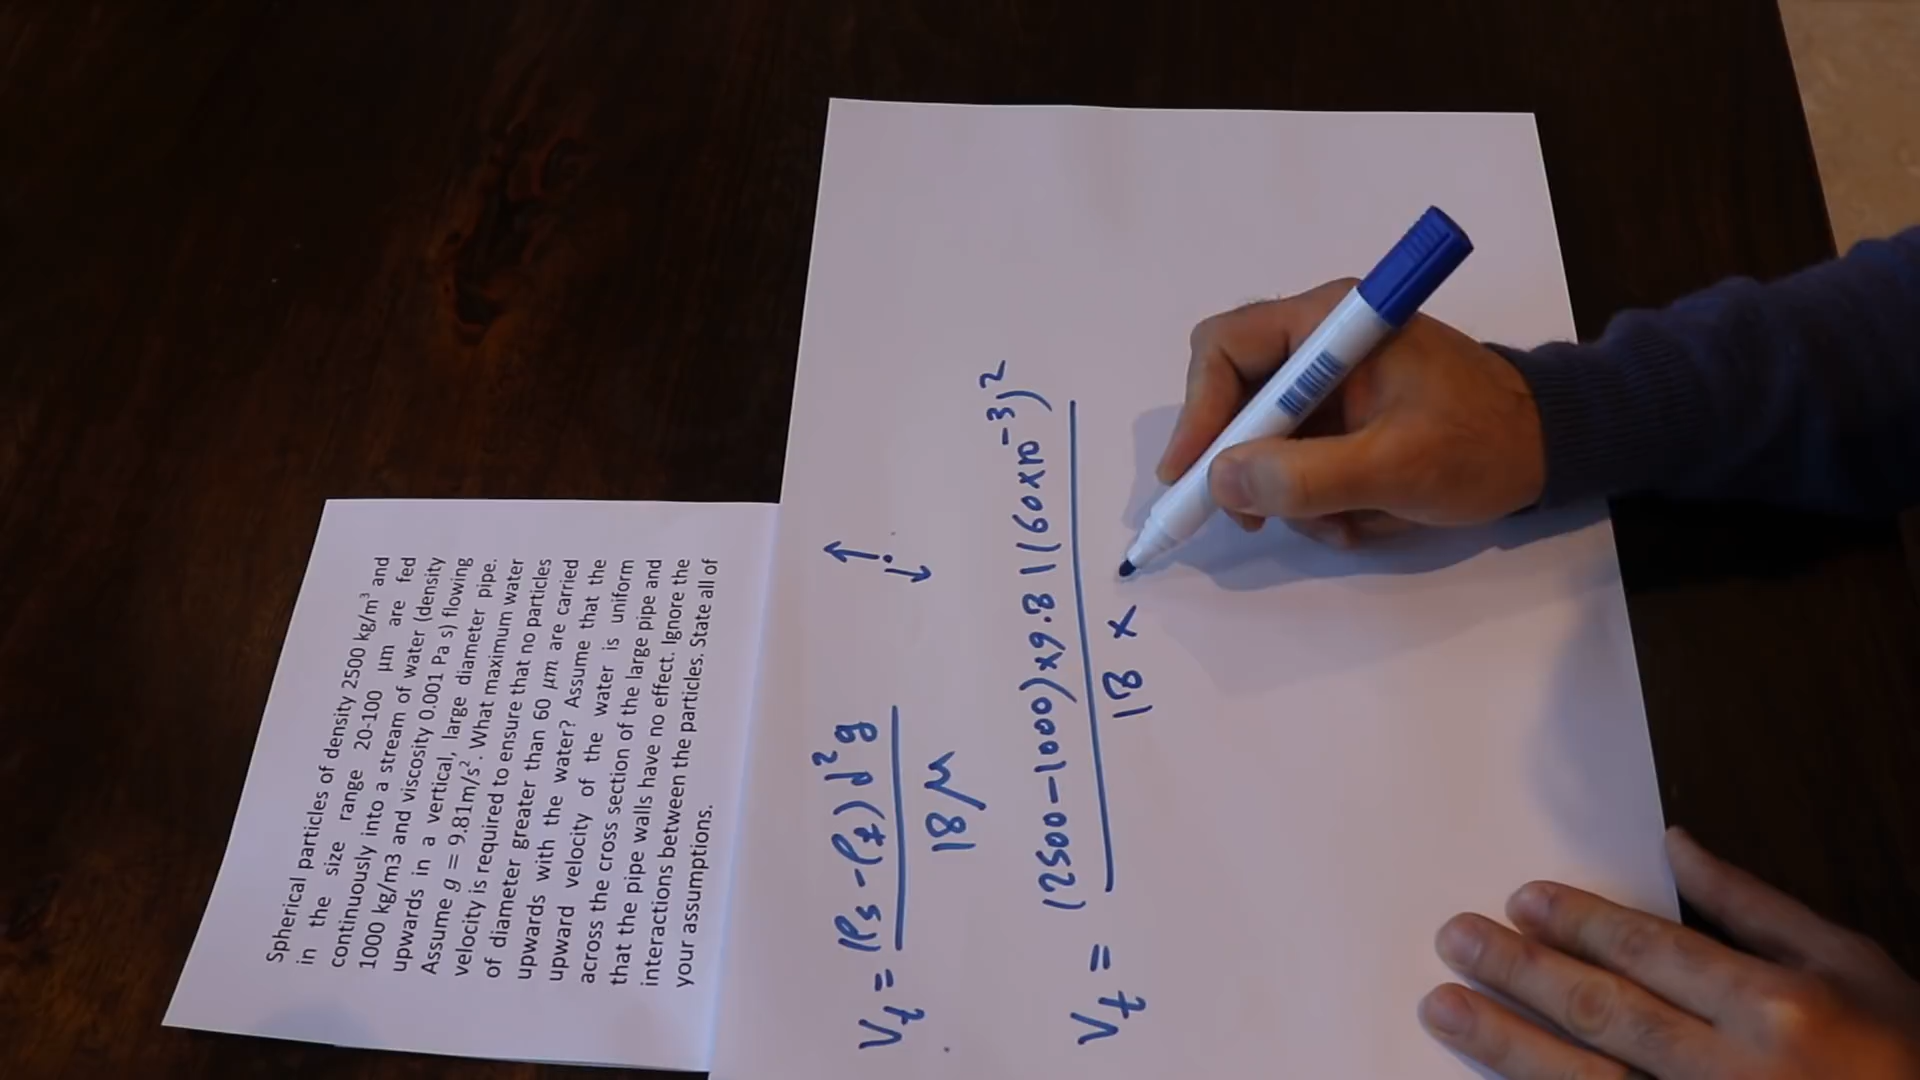 Spherical particles of density 2500 kg/m³ and
in the size range 20-100 μm are fed
continuously into a stream of water (density
1000 kg/m3 and viscosity 0.001 Pa s) flowing
upwards in a vertical, large diameter pipe.
Assume g = 9.81m/s². What maximum water
velocity is required to ensure that no particles
of diameter greater than 60 μm are carried
upwards with the water? Assume that the
upward velocity of the water is uniform
across the cross section of the large pipe and
that the pipe walls have no effect. Ignore the
interactions between the particles. State all of
your assumptions.
Vt = (ρs - ρf) d² g
18 μ
Vt = (2500-1000)×9.81(60×10⁻³)²
18 ×